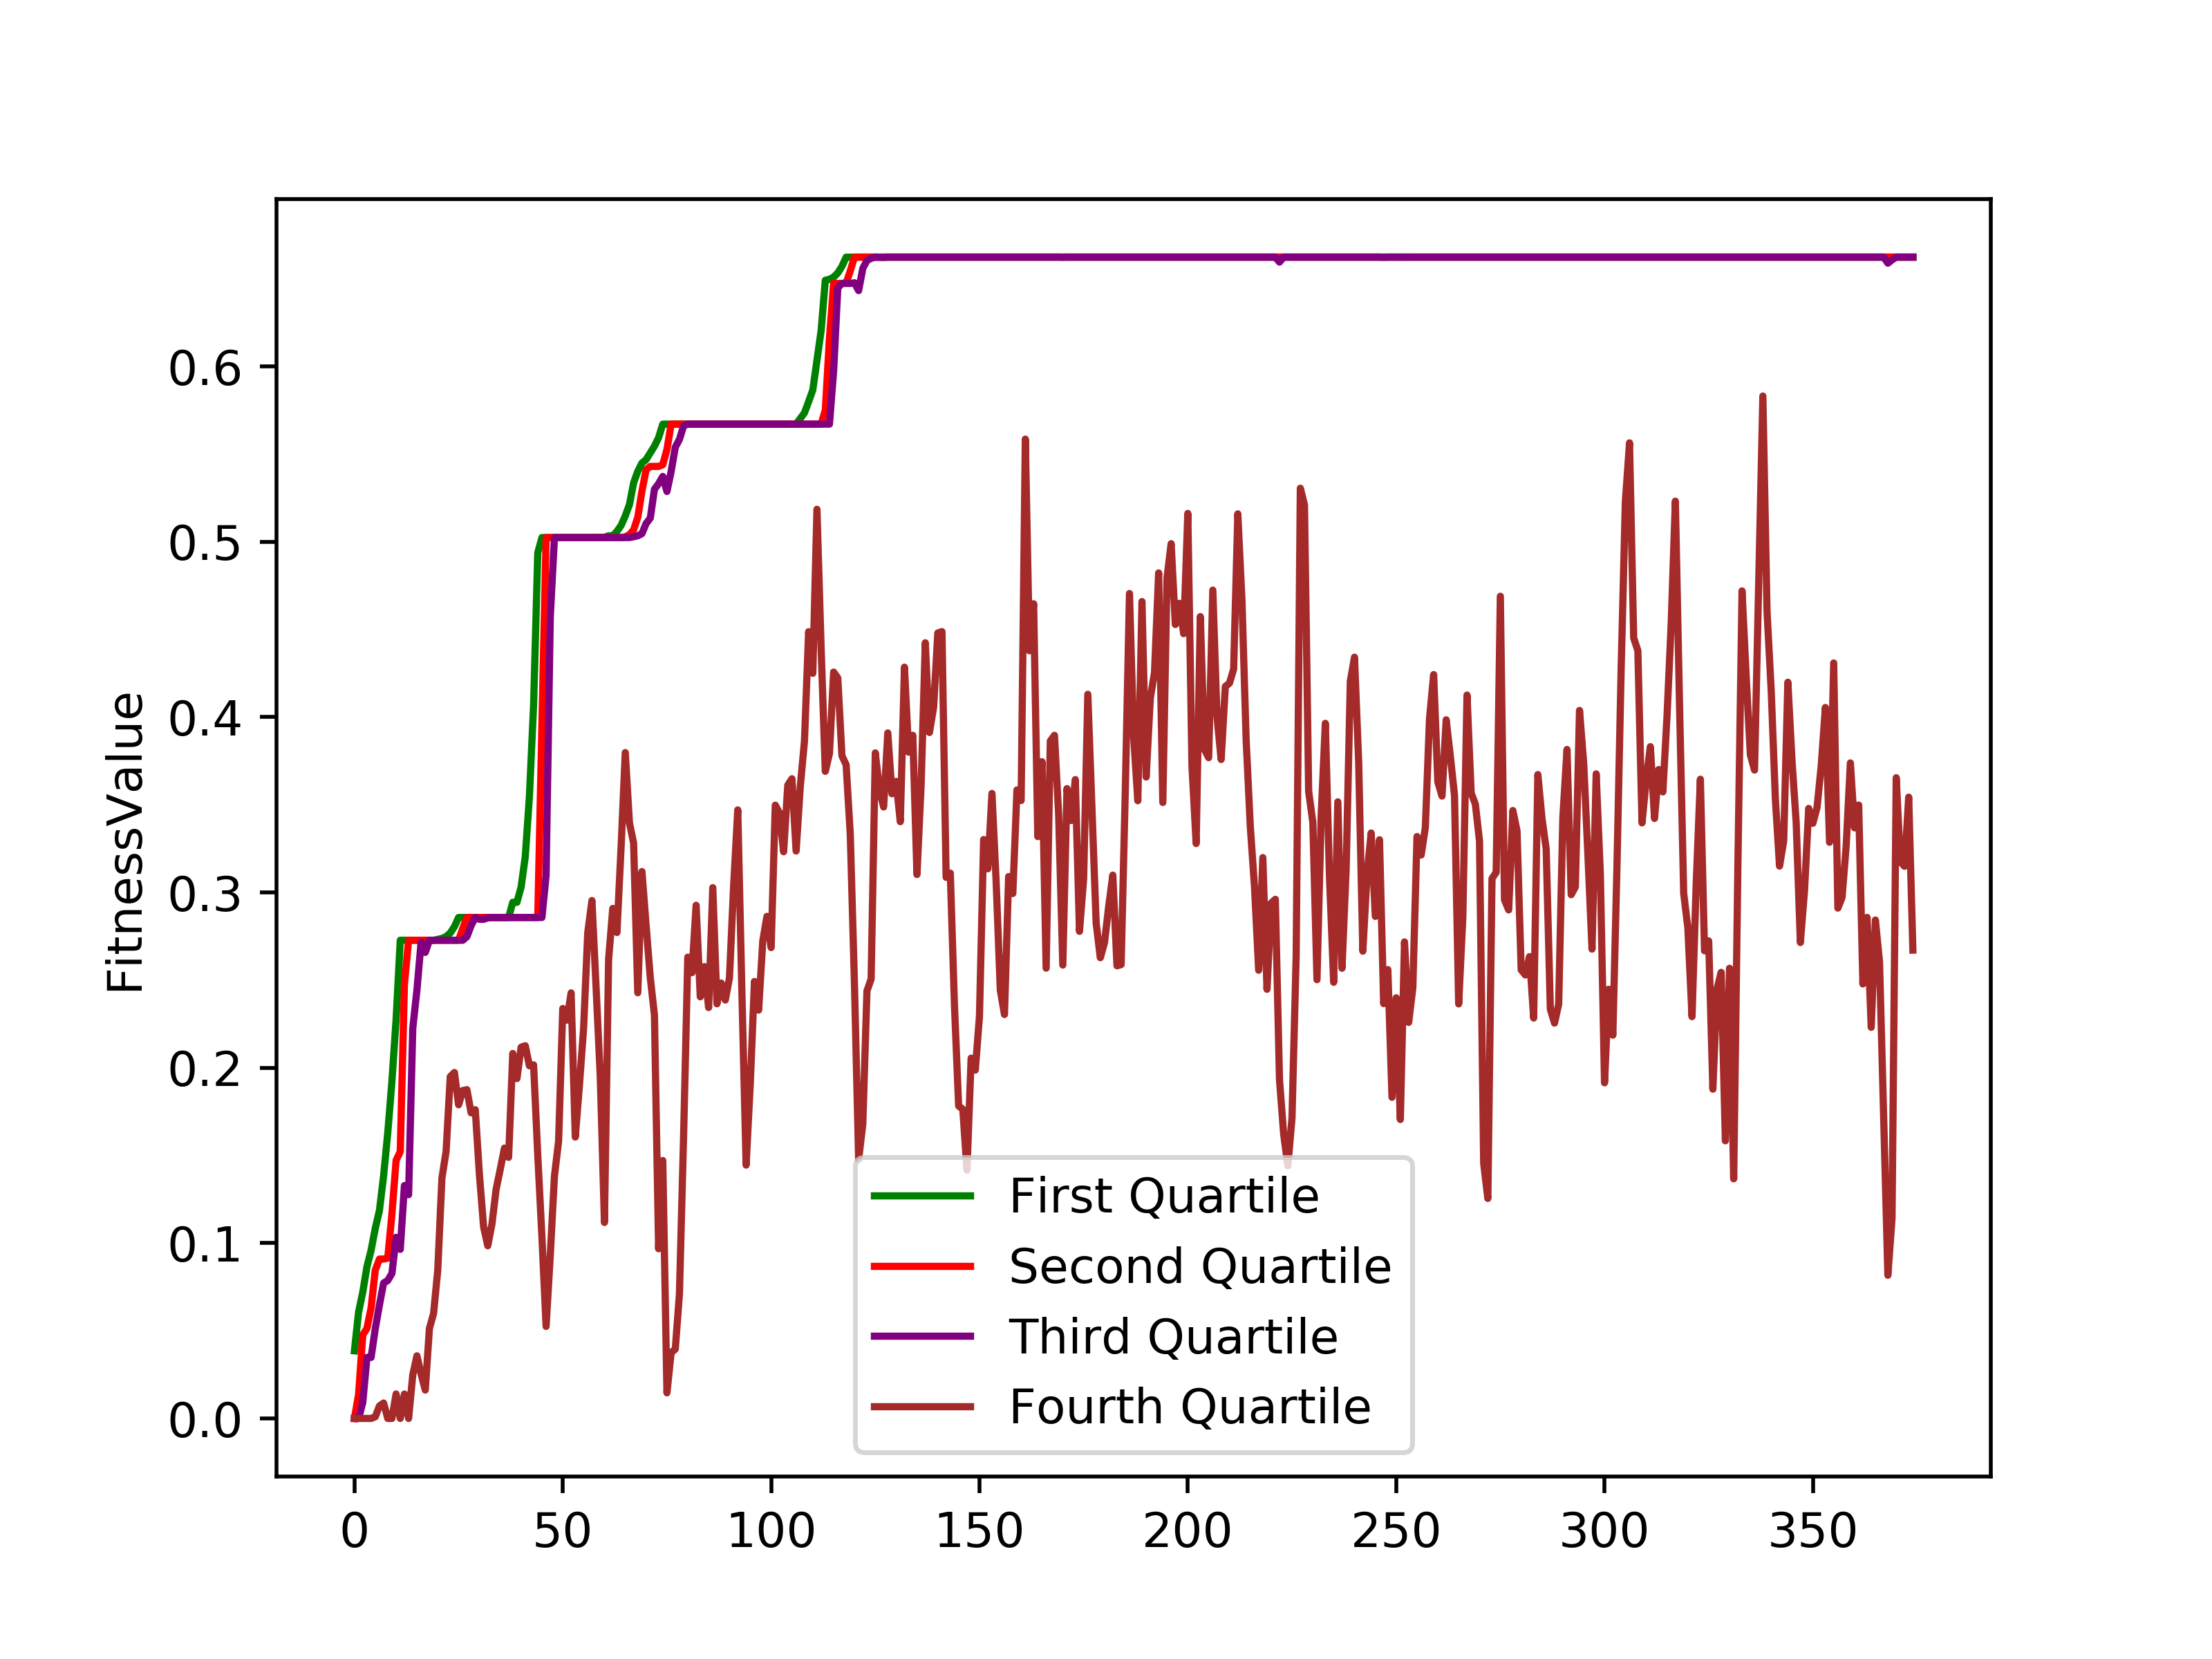 FitnessValue
0.6
0.5
0.4
0.3
0.2
0.1
0.0
0 50 100 150 200 250 300 350
First Quartile
Second Quartile
Third Quartile
Fourth Quartile